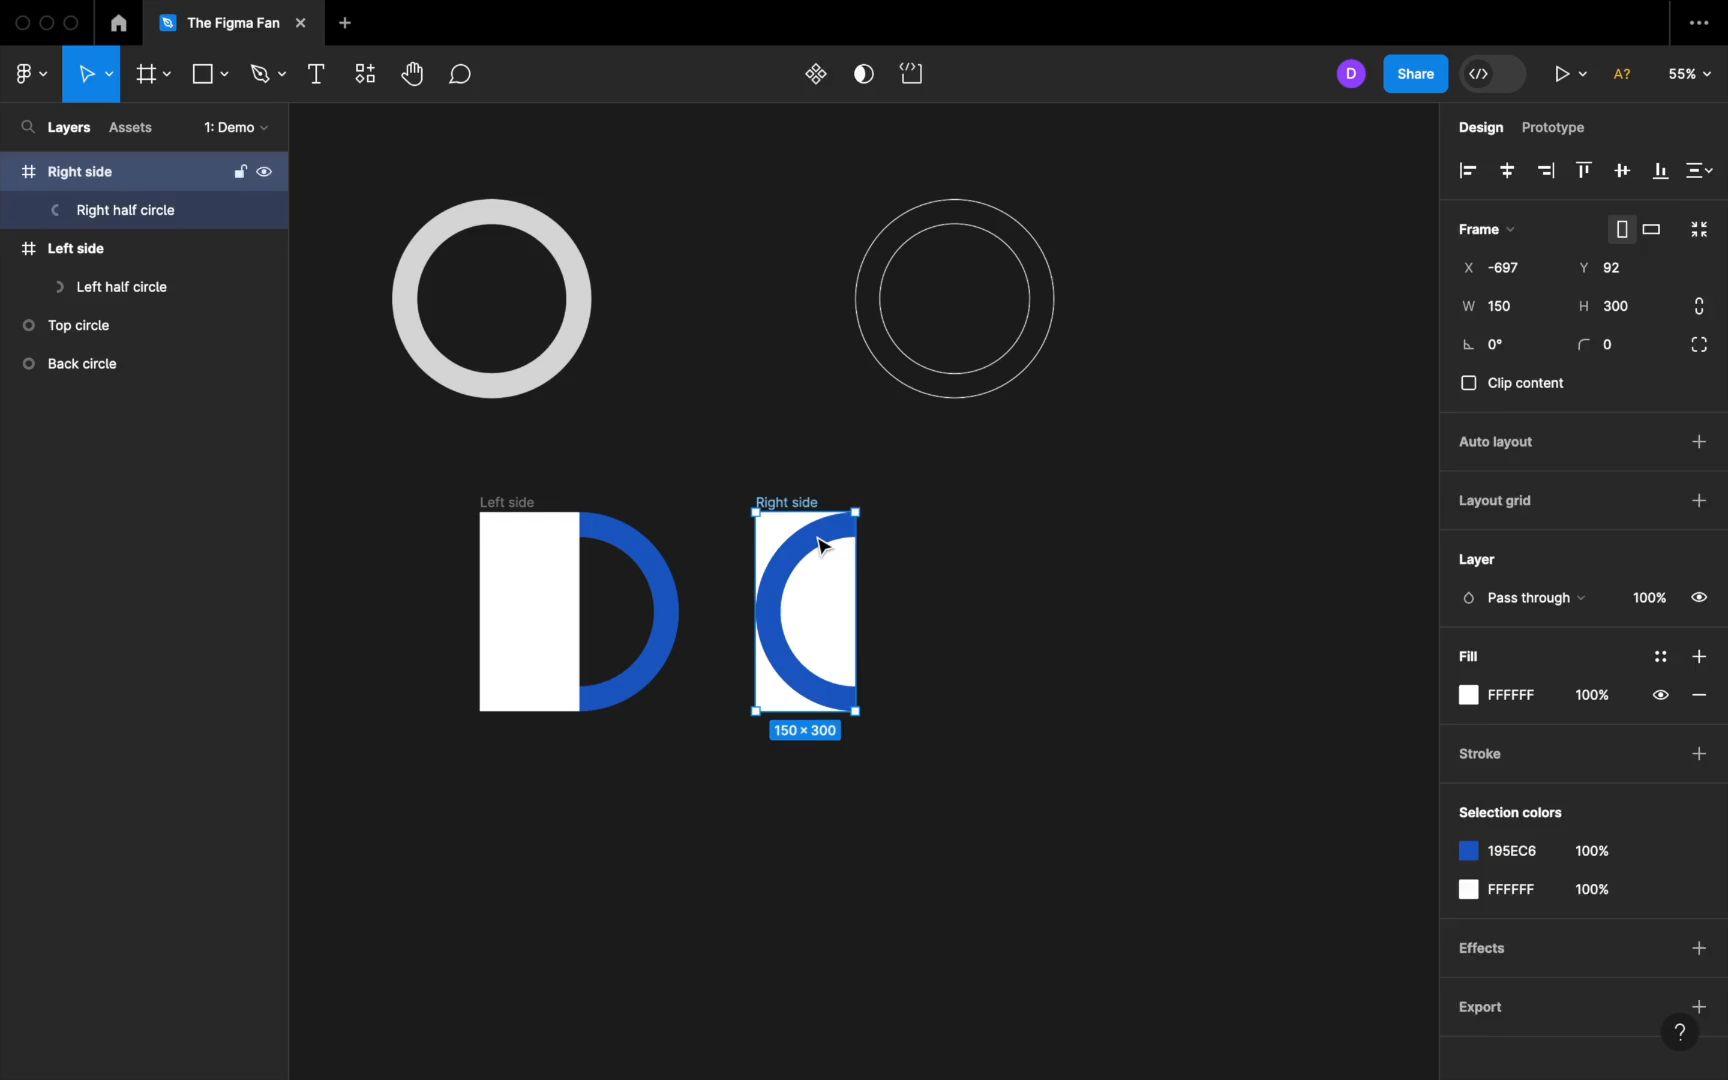 The Figma Fan
D
Share
A?
55%
Layers
Assets
1: Demo
Right side
Right half circle
Left side
Left half circle
Top circle
Back circle
Left side
Right side
150 × 300
Design
Prototype
Frame
X -697
Y 92
W 150
H 300
0°
0
Clip content
Auto layout
Layout grid
Layer
Pass through
100%
Fill
FFFFFF
100%
Stroke
Selection colors
195EC6
100%
FFFFFF
100%
Effects
Export
?